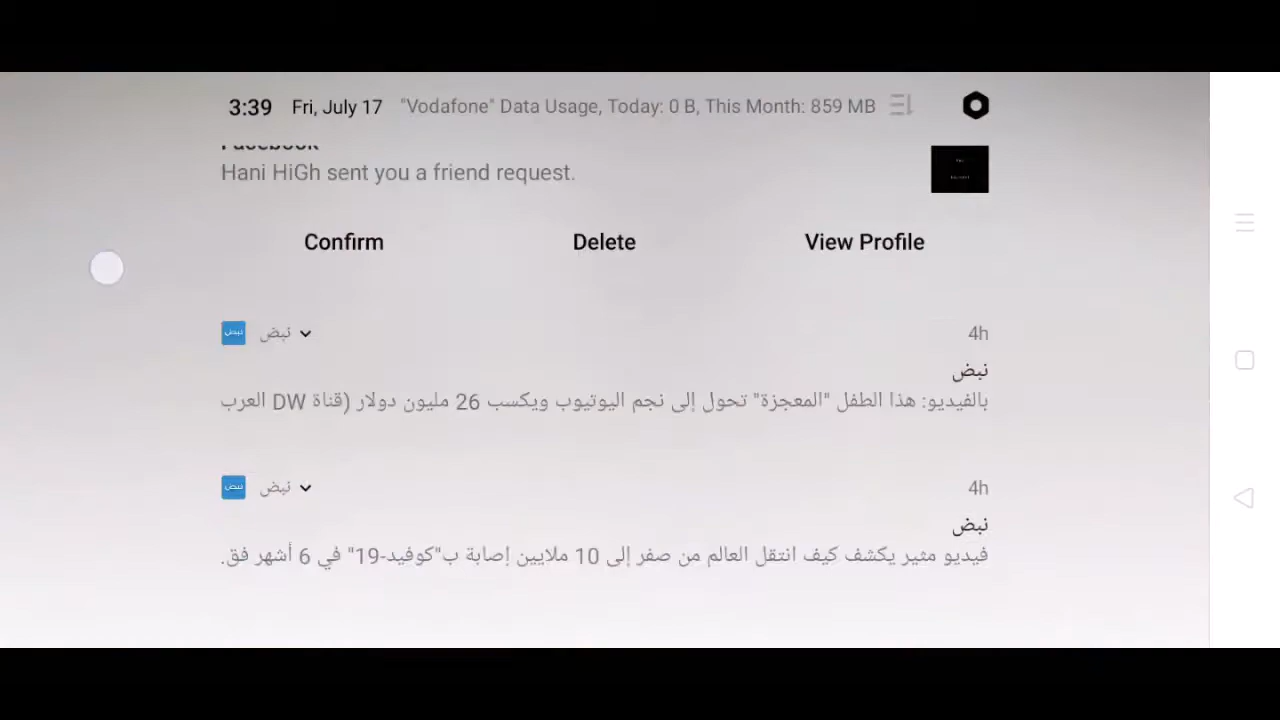 3:39 Fri, July 17 "Vodafone" Data Usage, Today: 0 B, This Month: 859 MB
Facebook
Hani HiGh sent you a friend request.
Confirm Delete View Profile
نبض 4h
نبض
بالفيديو: هذا الطفل "المعجزة" تحول إلى نجم اليوتيوب ويكسب 26 مليون دولار (قناة DW العرب
نبض 4h
نبض
فيديو مثير يكشف كيف انتقل العالم من صفر إلى 10 ملايين إصابة ب"كوفيد-19" في 6 أشهر فق.